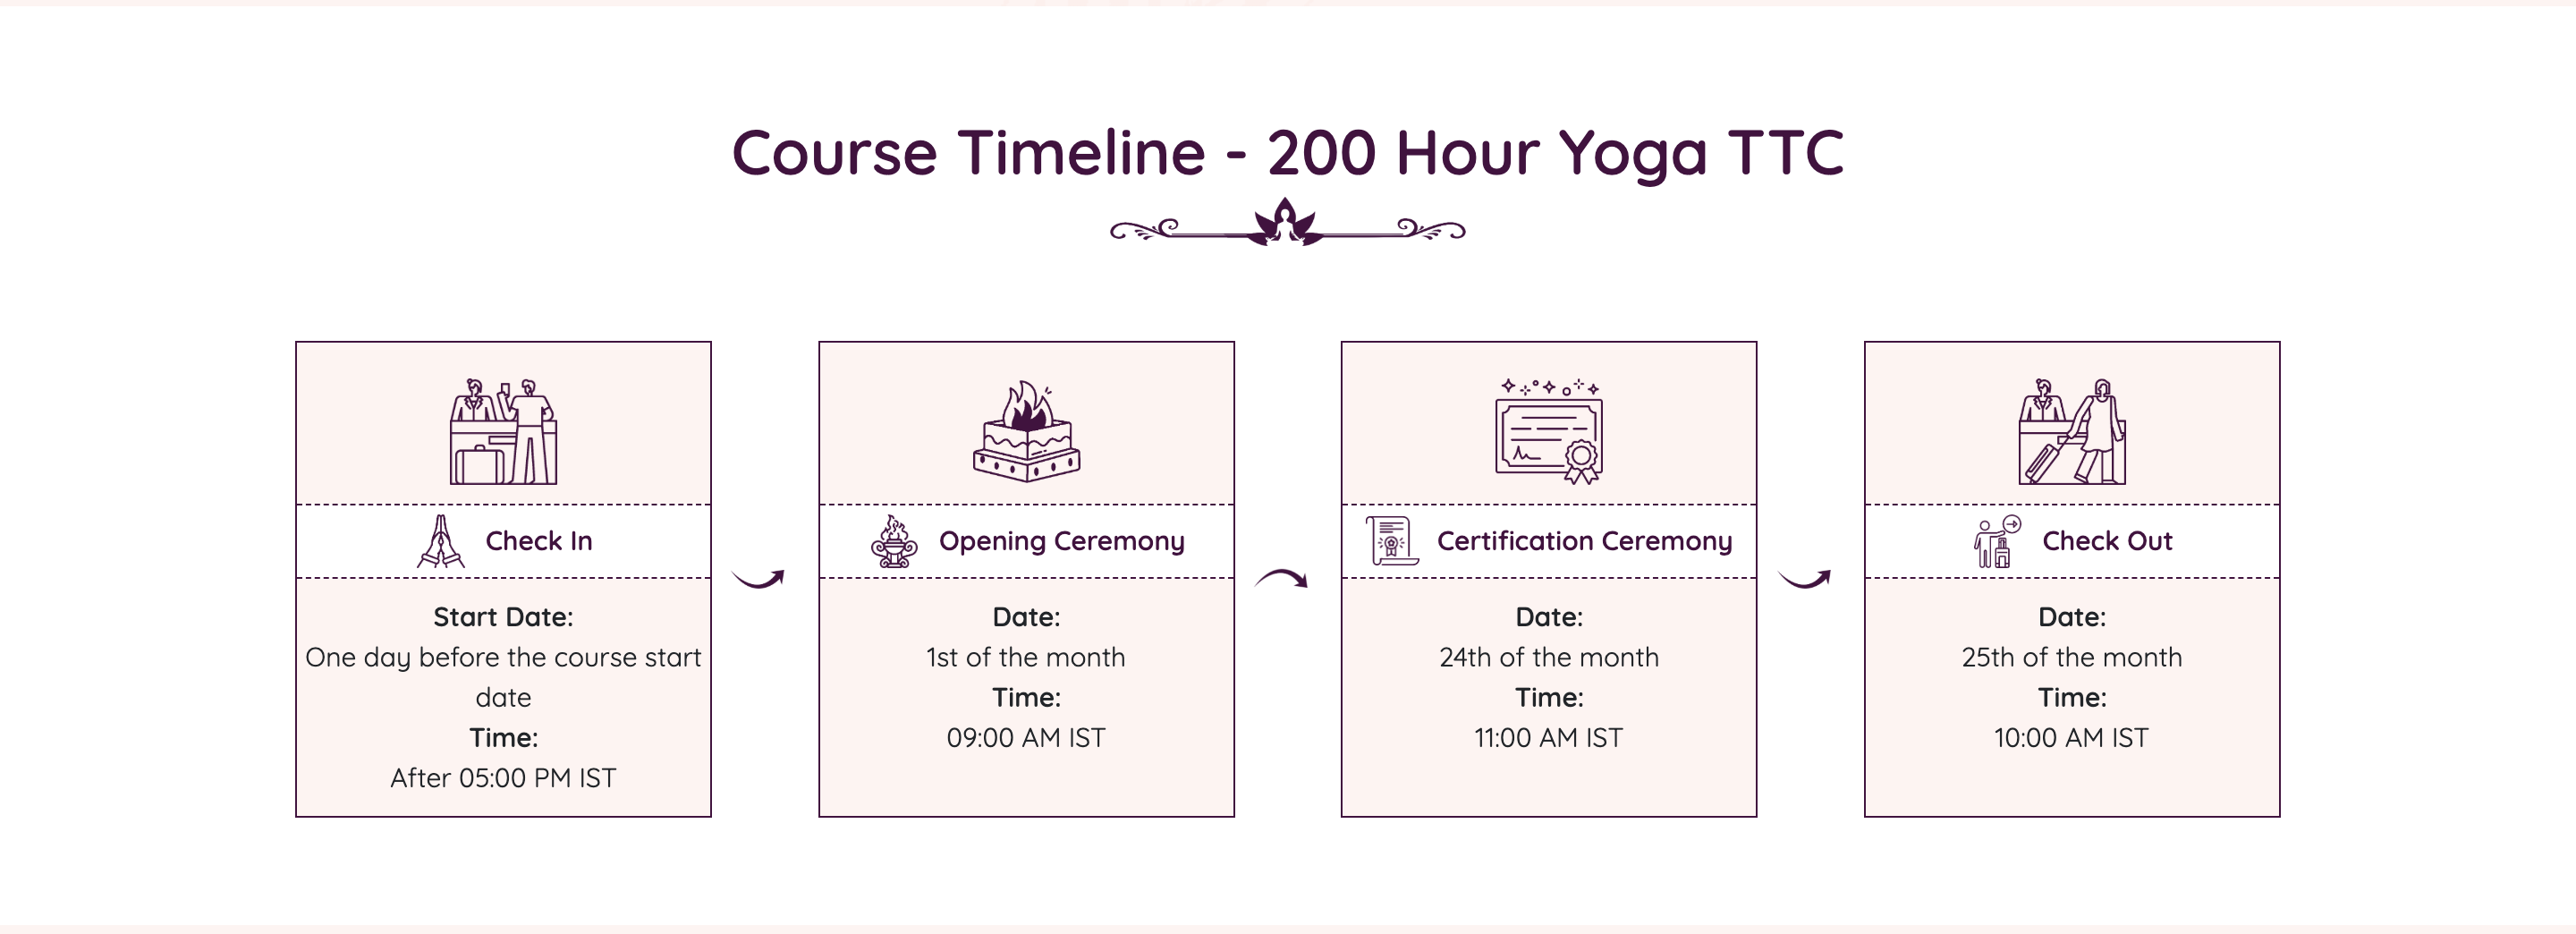 Course Timeline - 200 Hour Yoga TTC
Check In
Start Date:
One day before the course start
date
Time:
After 05:00 PM IST
Opening Ceremony
Date:
1st of the month
Time:
09:00 AM IST
Certification Ceremony
Date:
24th of the month
Time:
11:00 AM IST
Check Out
Date:
25th of the month
Time:
10:00 AM IST